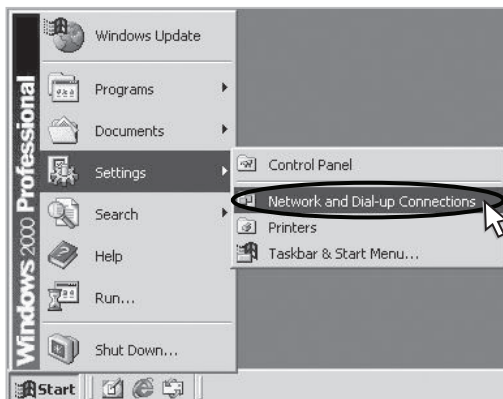 Windows 2000 Professional
Windows Update
Programs
Documents
Settings
Search
Help
Run...
Shut Down...
Control Panel
Network and Dial-up Connections
Printers
Taskbar & Start Menu...
Start